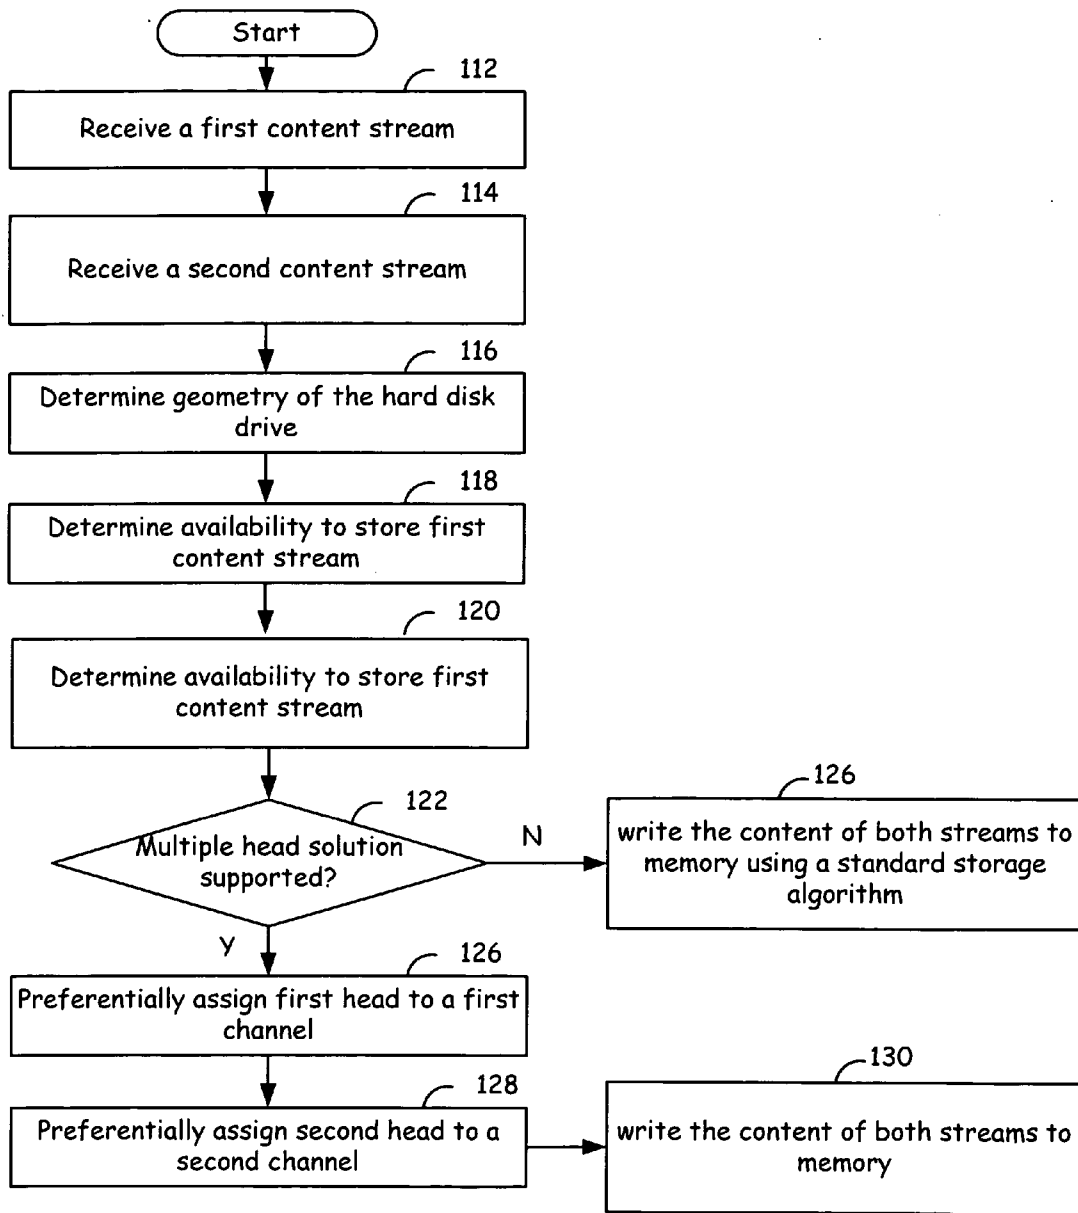 Start
112
Receive a first content stream
114
Receive a second content stream
116
Determine geometry of the hard disk
drive
118
Determine availability to store first
content stream
120
Determine availability to store first
content stream
122
Multiple head solution
supported?
N
126
write the content of both streams to
memory using a standard storage
algorithm
Y
126
Preferentially assign first head to a first
channel
128
Preferentially assign second head to a
second channel
130
write the content of both streams to
memory